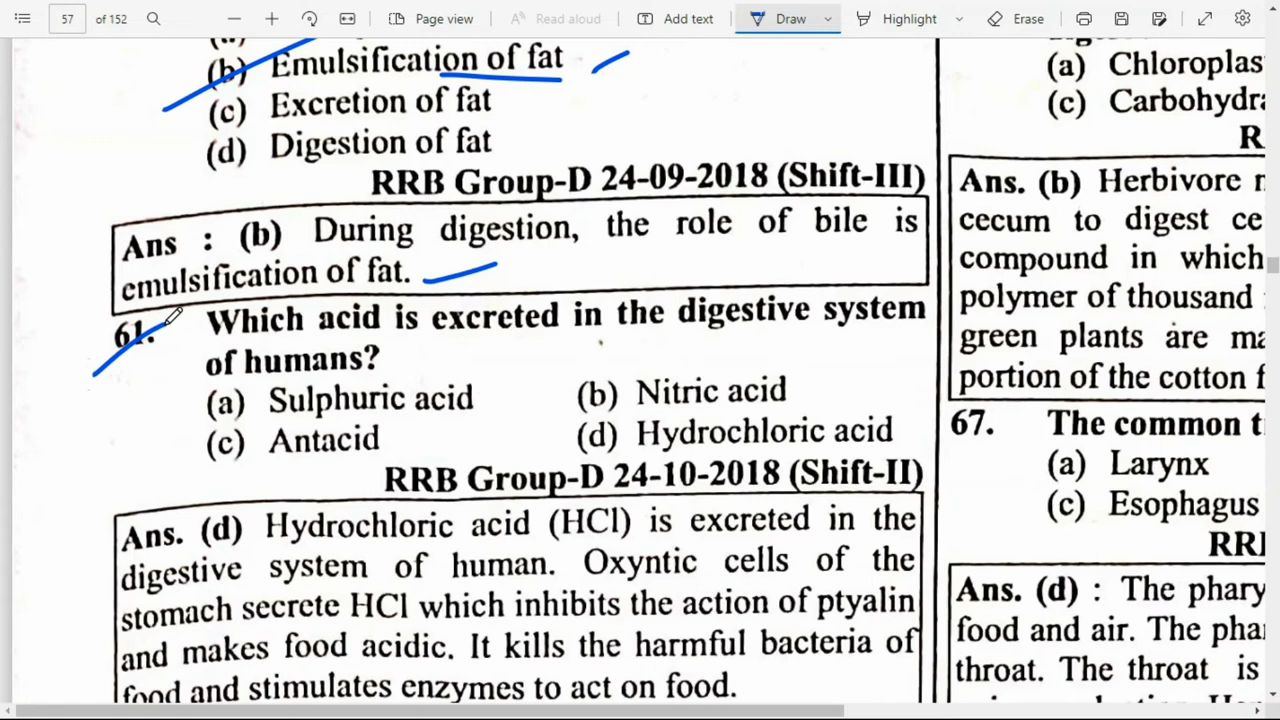 57 of 152
Page view
Read aloud
Add text
Draw
Highlight
Erase
(b) Emulsification of fat
(c) Excretion of fat
(d) Digestion of fat
RRB Group-D 24-09-2018 (Shift-III)
Ans : (b) During digestion, the role of bile is
emulsification of fat.
61. Which acid is excreted in the digestive system
of humans?
(a) Sulphuric acid (b) Nitric acid
(c) Antacid (d) Hydrochloric acid
RRB Group-D 24-10-2018 (Shift-II)
Ans. (d) Hydrochloric acid (HCl) is excreted in the
digestive system of human. Oxyntic cells of the
stomach secrete HCl which inhibits the action of ptyalin
and makes food acidic. It kills the harmful bacteria of
food and stimulates enzymes to act on food.
(a) Chloroplas
(c) Carbohydra
R
Ans. (b) Herbivore
cecum to digest ce
compound in which
polymer of thousand
green plants are ma
portion of the cotton f
67. The common t
(a) Larynx
(c) Esophagus
RRI
Ans. (d) : The phary
food and air. The pha
throat. The throat is